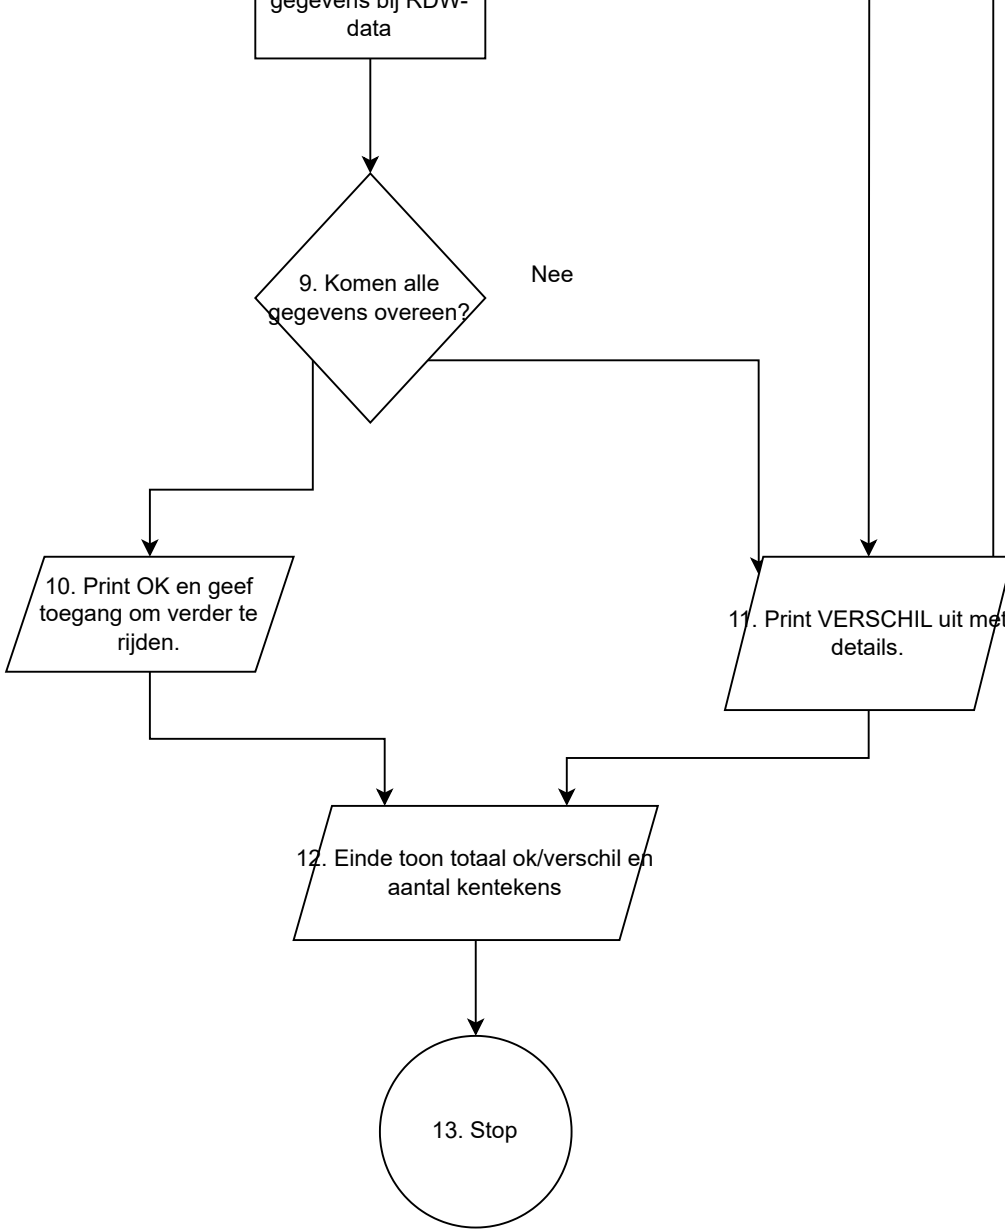 gegevens bij RDW-
data
9. Komen alle
gegevens overeen?
Nee
10. Print OK en geef
toegang om verder te
rijden.
11. Print VERSCHIL uit met
details.
12. Einde toon totaal ok/verschil en
aantal kentekens
13. Stop